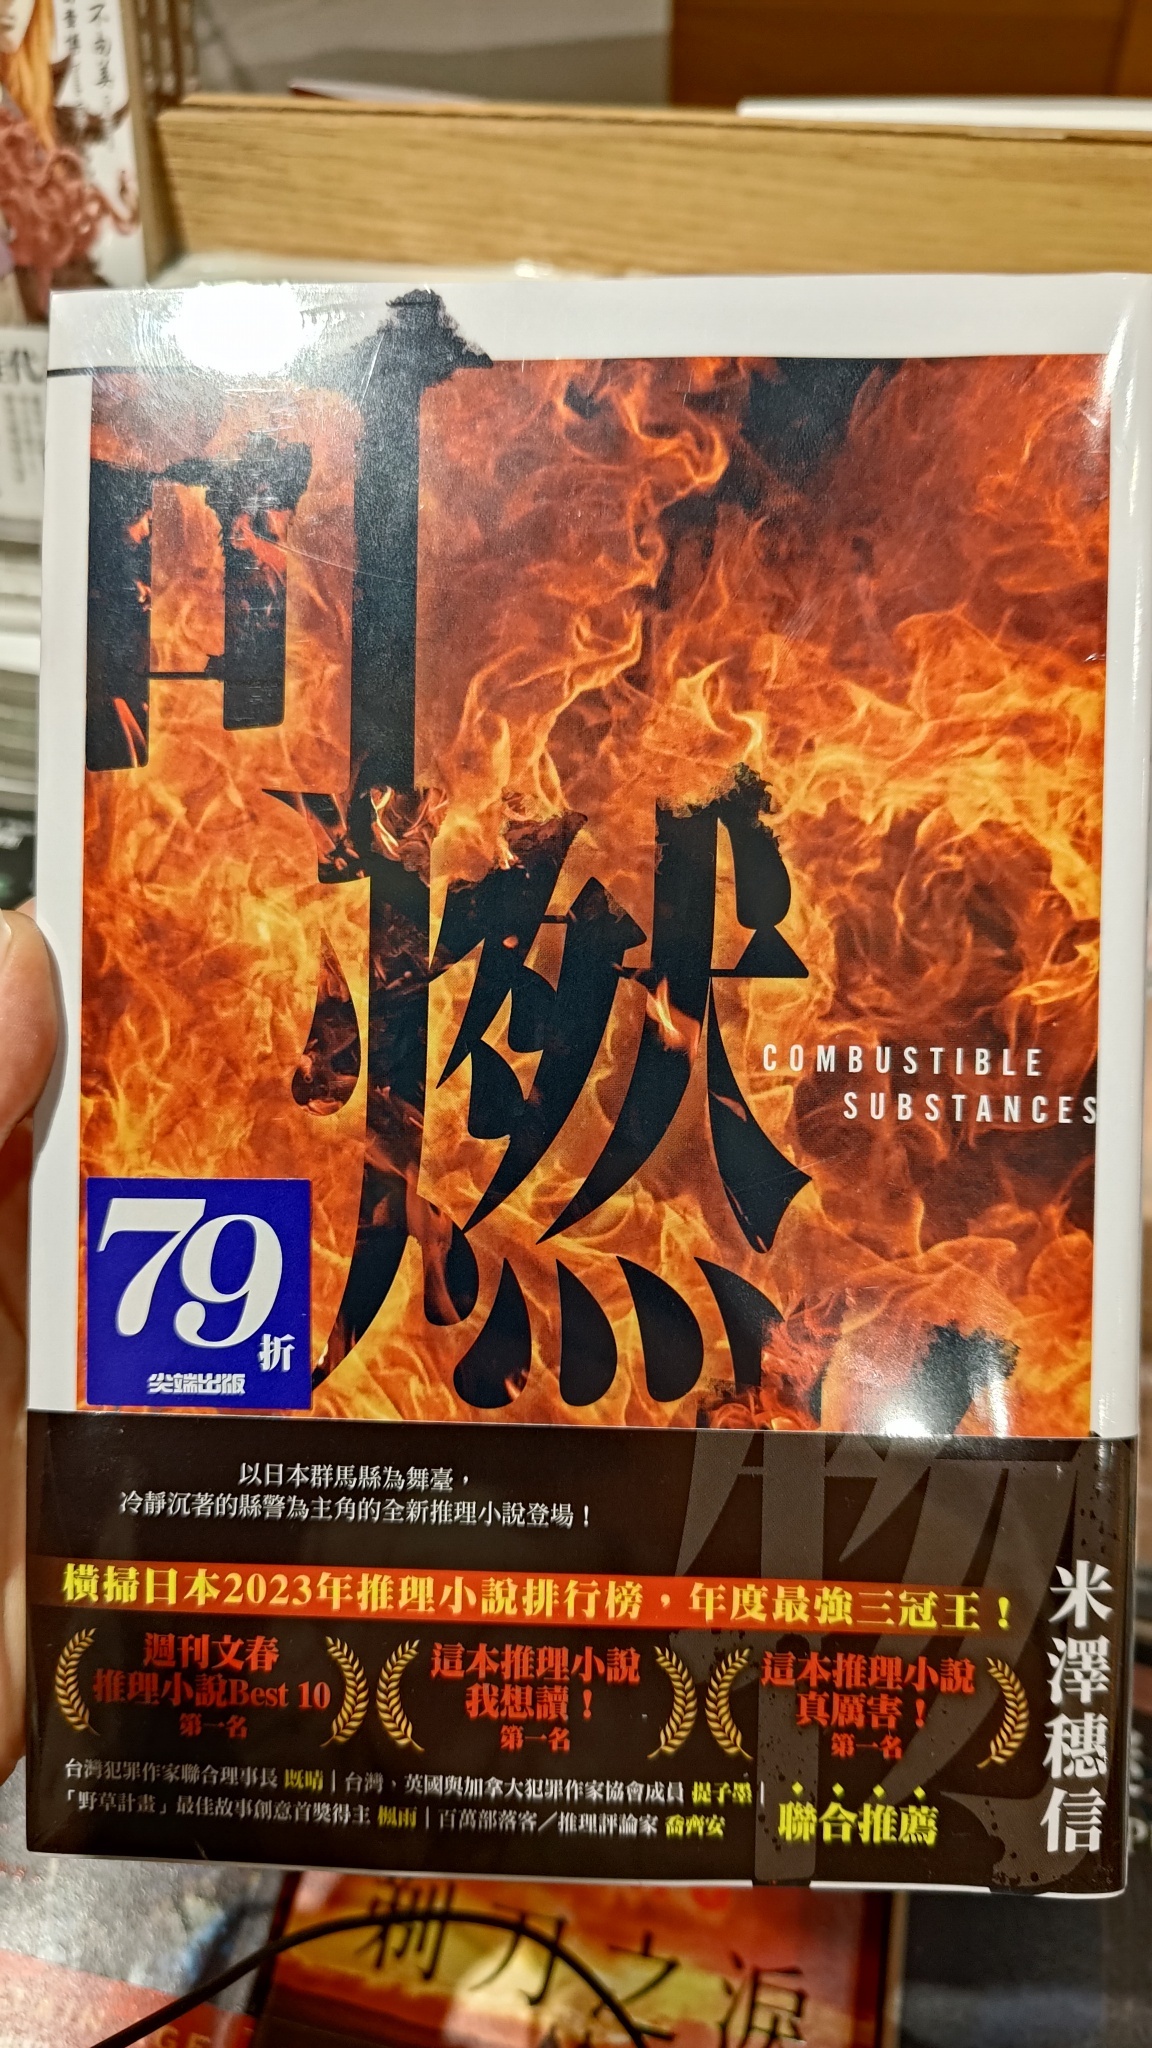 不向美
可燃物
COMBUSTIBLE
SUBSTANCES
79折
尖端出版
以日本群馬縣為舞臺，
冷靜沉著的縣警為主角的全新推理小說登場！
橫掃日本2023年推理小說排行榜，年度最強三冠王！
週刊文春
推理小說Best 10
第一名
這本推理小說
我想讀！
第一名
這本推理小說
真厲害！
第一名
米澤穗信
台灣犯罪作家聯合理事長 既晴｜台灣、英國與加拿大犯罪作家協會成員 提子墨｜
「野草計畫」最佳故事創意首獎得主 楓雨｜百萬部落客／推理評論家 喬齊安
聯合推薦
剃刀之淚